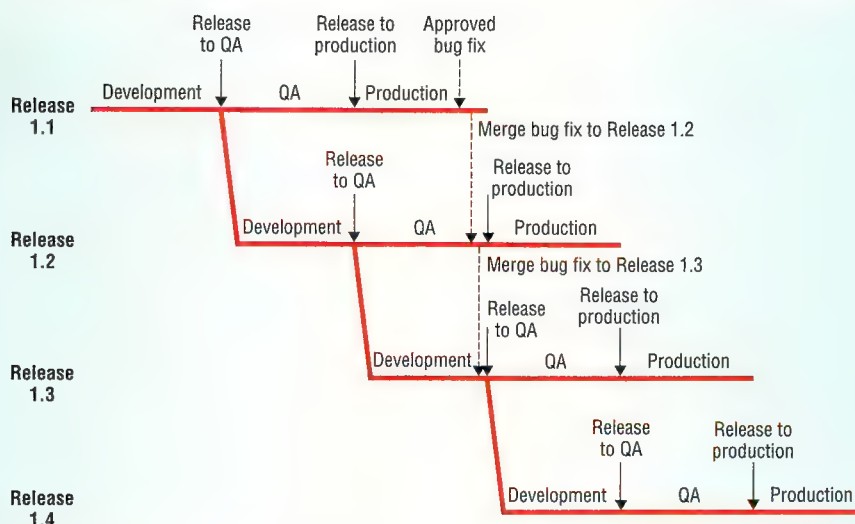 Release
to QA
Release to
production
Approved
bug fix
Development
QA
Production
Release
1.1
Merge bug fix to Release 1.2
Release
to QA
Release to
production
Development
QA
Production
Release
1.2
Merge bug fix to Release 1.3
Release
to QA
Release to
production
Development
QA
Production
Release
1.3
Release
to QA
Release to
production
Development
QA
Production
Release
1.4